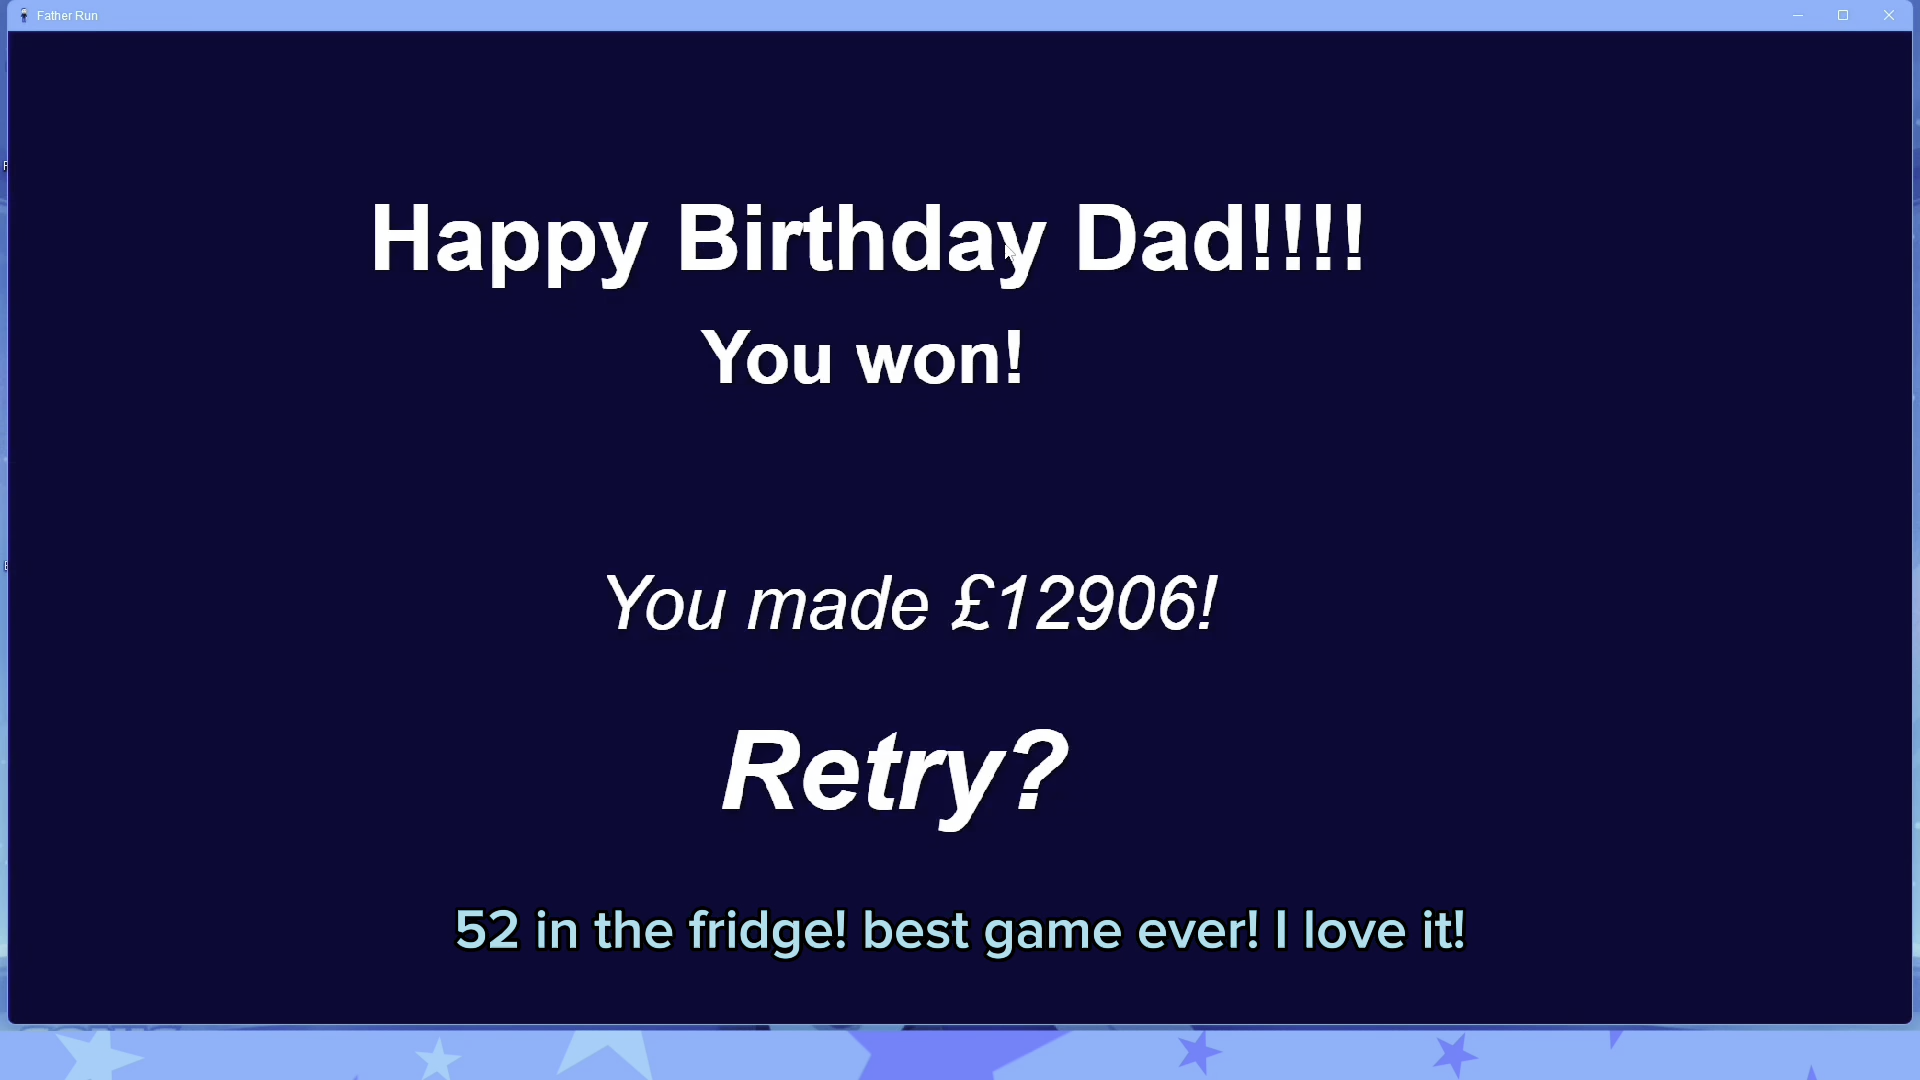 Father Run
Happy Birthday Dad!!!!
You won!
You made £12906!
Retry?
52 in the fridge! best game ever! I love it!